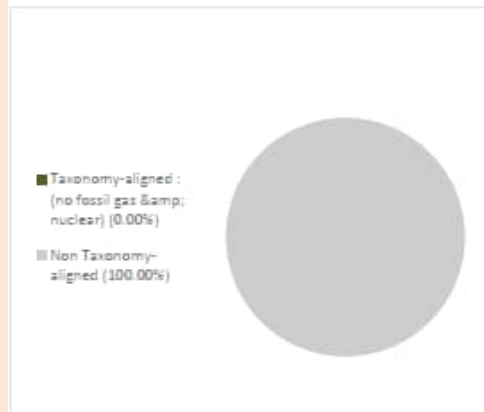 Taxonomy-aligned :
(no fossil gas &amp;
nuclear) (0.00%)
Non Taxonomy-
aligned (100.00%)